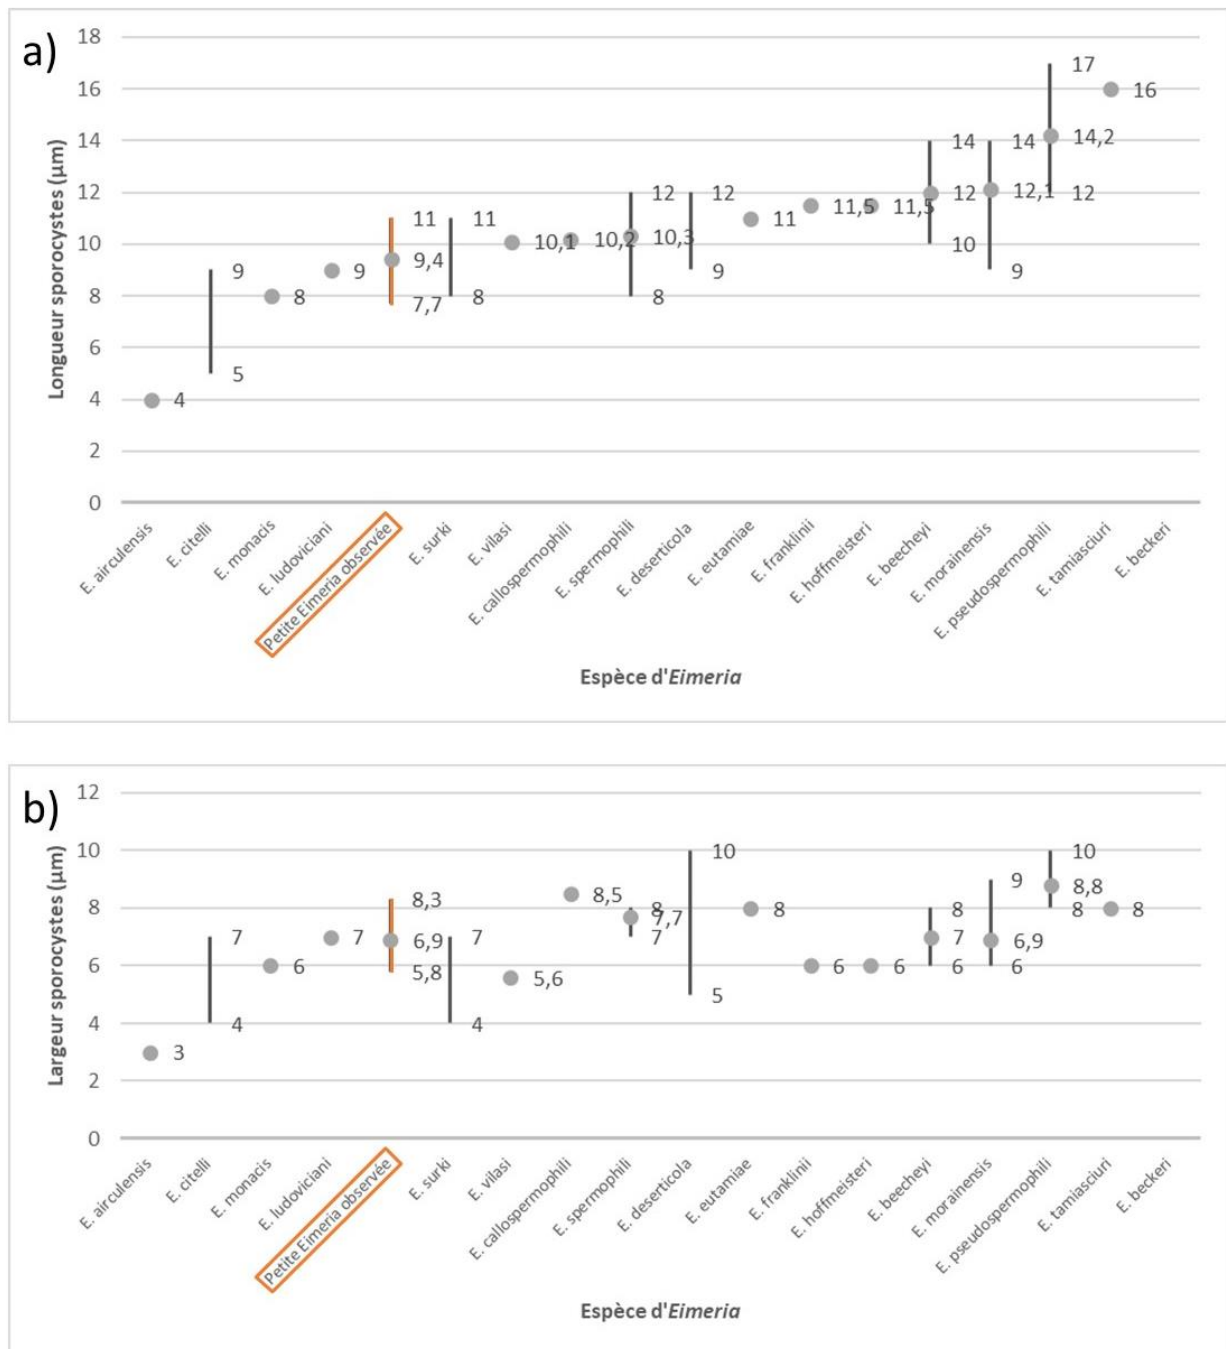 a)
18
16
14
12
10
8
6
4
2
0
Longueur sporocystes (µm)
4
9
5
8
9
11
9,4
7,7
11
8
10,1
10,2
12
10,3
8
12
9
11
11,5
11,5
14
12
10
14
12,1
9
17
14,2
12
16
E. airculensis
E. citelli
E. monacis
E. ludoviciani
Petite Eimeria observée
E. surki
E. vilasi
E. callospermophili
E. spermophili
E. deserticola
E. eutamiae
E. franklinii
E. hoffmeisteri
E. beecheyi
E. morainensis
E. pseudospermophili
E. tamiasciuri
E. beckeri
Espèce d'Eimeria
b)
12
10
8
6
4
2
0
Largeur sporocystes (µm)
3
7
4
6
7
8,3
6,9
5,8
7
4
5,6
8,5
8
7,7
7
10
5
8
6
6
8
7
6
9
6,9
6
10
8,8
8
8
E. airculensis
E. citelli
E. monacis
E. ludoviciani
Petite Eimeria observée
E. surki
E. vilasi
E. callospermophili
E. spermophili
E. deserticola
E. eutamiae
E. franklinii
E. hoffmeisteri
E. beecheyi
E. morainensis
E. pseudospermophili
E. tamiasciuri
E. beckeri
Espèce d'Eimeria